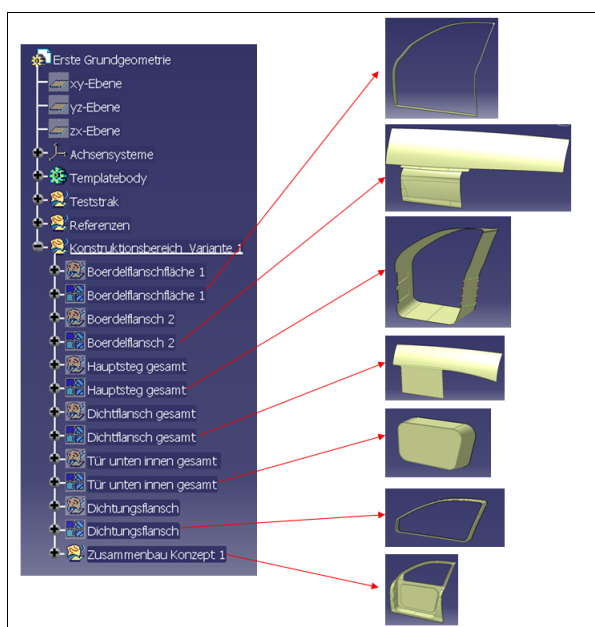 Erste Grundgeometrie
xy-Ebene
yz-Ebene
zx-Ebene
Achsensysteme
Templatebody
Teststrak
Referenzen
Konstruktionsbereich_Variante 1
Boerdelflanschfläche 1
Boerdelflanschfläche 1
Boerdelflansch 2
Boerdelflansch 2
Hauptsteg gesamt
Hauptsteg gesamt
Dichtflansch gesamt
Dichtflansch gesamt
Tür unten innen gesamt
Tür unten innen gesamt
Dichtungsflansch
Dichtungsflansch
Zusammenbau Konzept 1